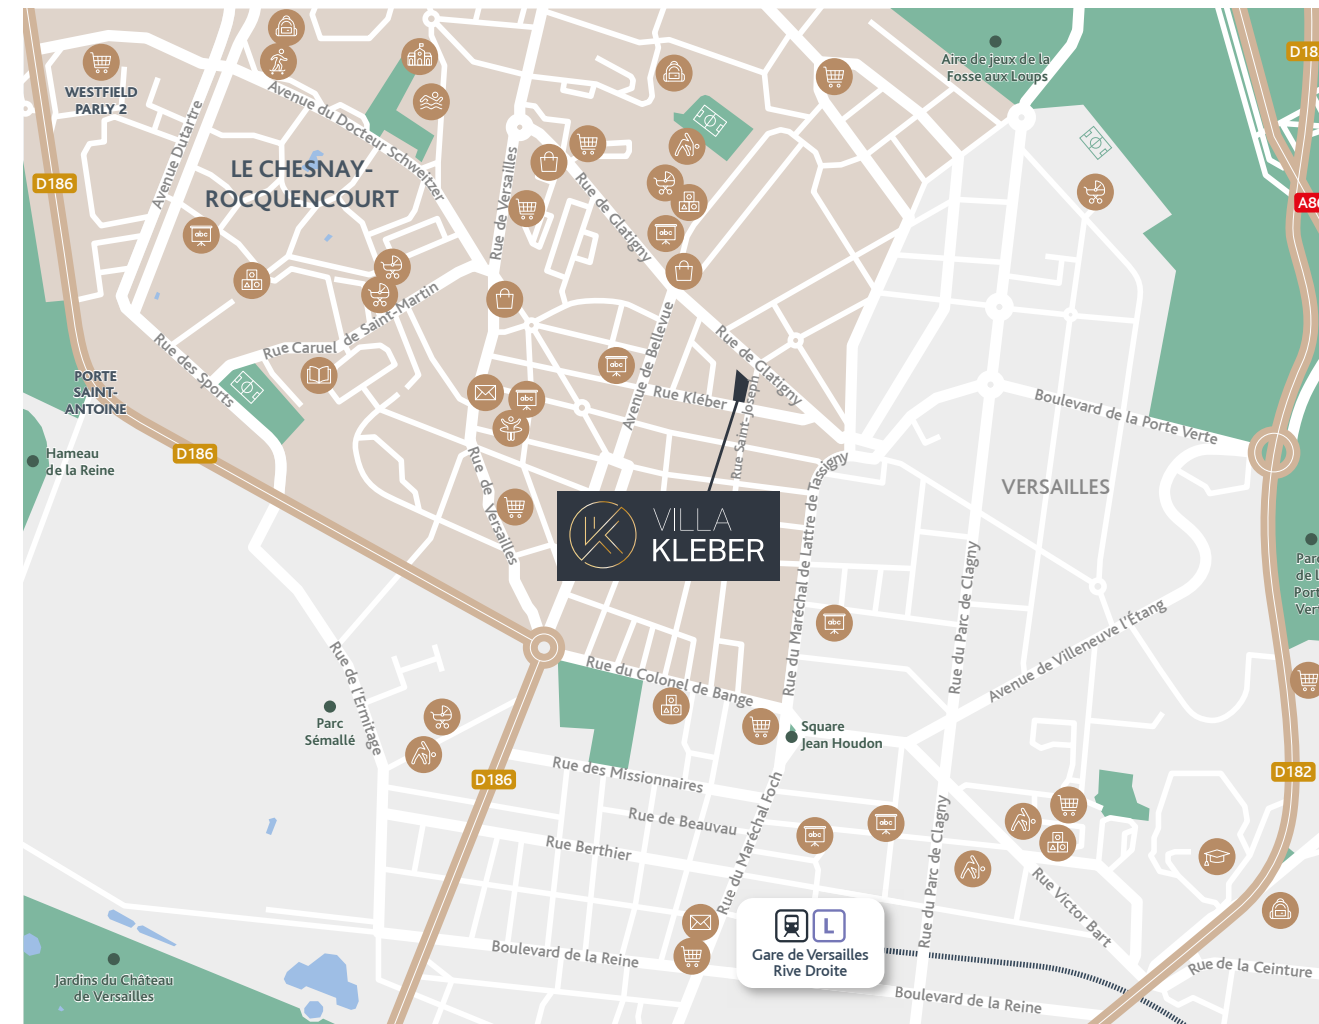 Aire de jeux de la
Fosse aux Loups
D18
WESTFIELD
PARLY 2
Avenue du Docteur Schweitzer
Avenue Dutartre
LE CHESNAY-
ROCQUENCOURT
D186
A86
Rue de Versailles
Rue de Glatigny
abc
abc
Rue Caruel de Saint-Martin
Rue des Sports
Avenue de Bellevue
Rue de Glatigny
abc
PORTE
SAINT-
ANTOINE
Rue Kléber
abc
Rue Saint-Joseph
Boulevard de la Porte Verte
D186
Hameau
de la Reine
Rue de Versailles
VERSAILLES
VILLA
KLEBER
Rue du Maréchal de Lattre de Tassigny
Rue du Parc de Clagny
Avenue de Villeneuve l'Étang
abc
Rue de l'Ermitage
Rue du Colonel de Bange
Parc
Sémallé
Square
Jean Houdon
D186
D182
Rue des Missionnaires
Rue de Beauvau
Rue Berthier
Rue du Maréchal Foch
abc
abc
Rue du Parc de Clagny
Rue Victor Bart
L
Gare de Versailles
Rive Droite
Boulevard de la Reine
Boulevard de la Reine
Rue de la Ceinture
Jardins du Château
de Versailles